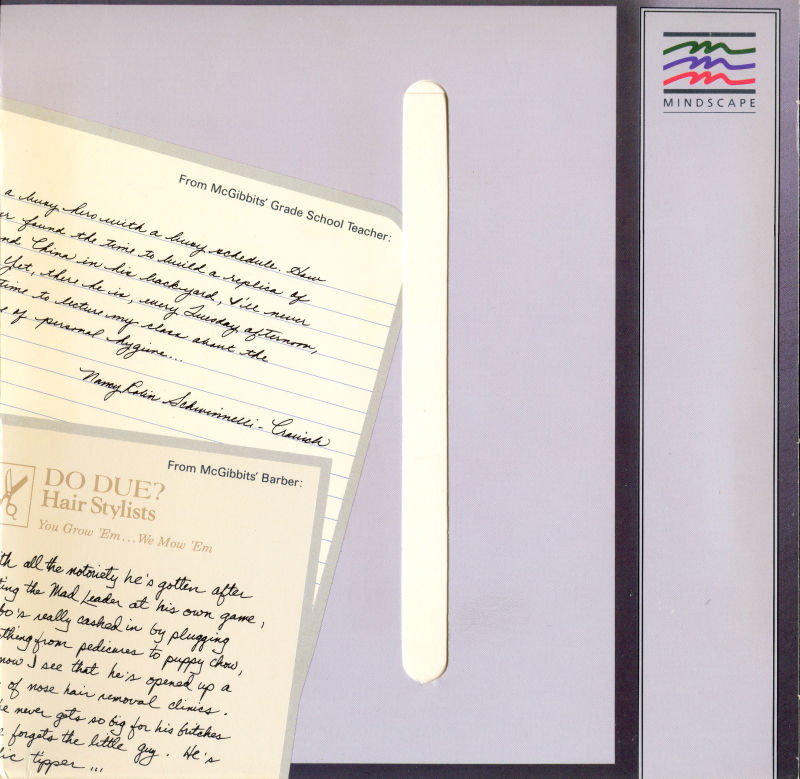 MINDSCAPE
From McGibbits' Grade School Teacher:
a busy hero with a busy schedule. How
found the time to build a replica of
China in his backyard, I'll never
Yet, there he is, every Tuesday afternoon,
time to lecture my class about the
of personal hygiene...
Nancy Robin Schwinnelli - Crouish
From McGibbits' Barber:
DO DUE?
Hair Stylists
You Grow 'Em...We Mow 'Em
th all the notoriety he's gotten after
ting the Mad Leader at his own game,
bo's really cashed in by plugging
thing from pedicures to puppy chow,
now I see that he's opened up a
of nose hair removal clinics.
he never gets so big for his britches
forgets the little guy. He's
ic tipper...